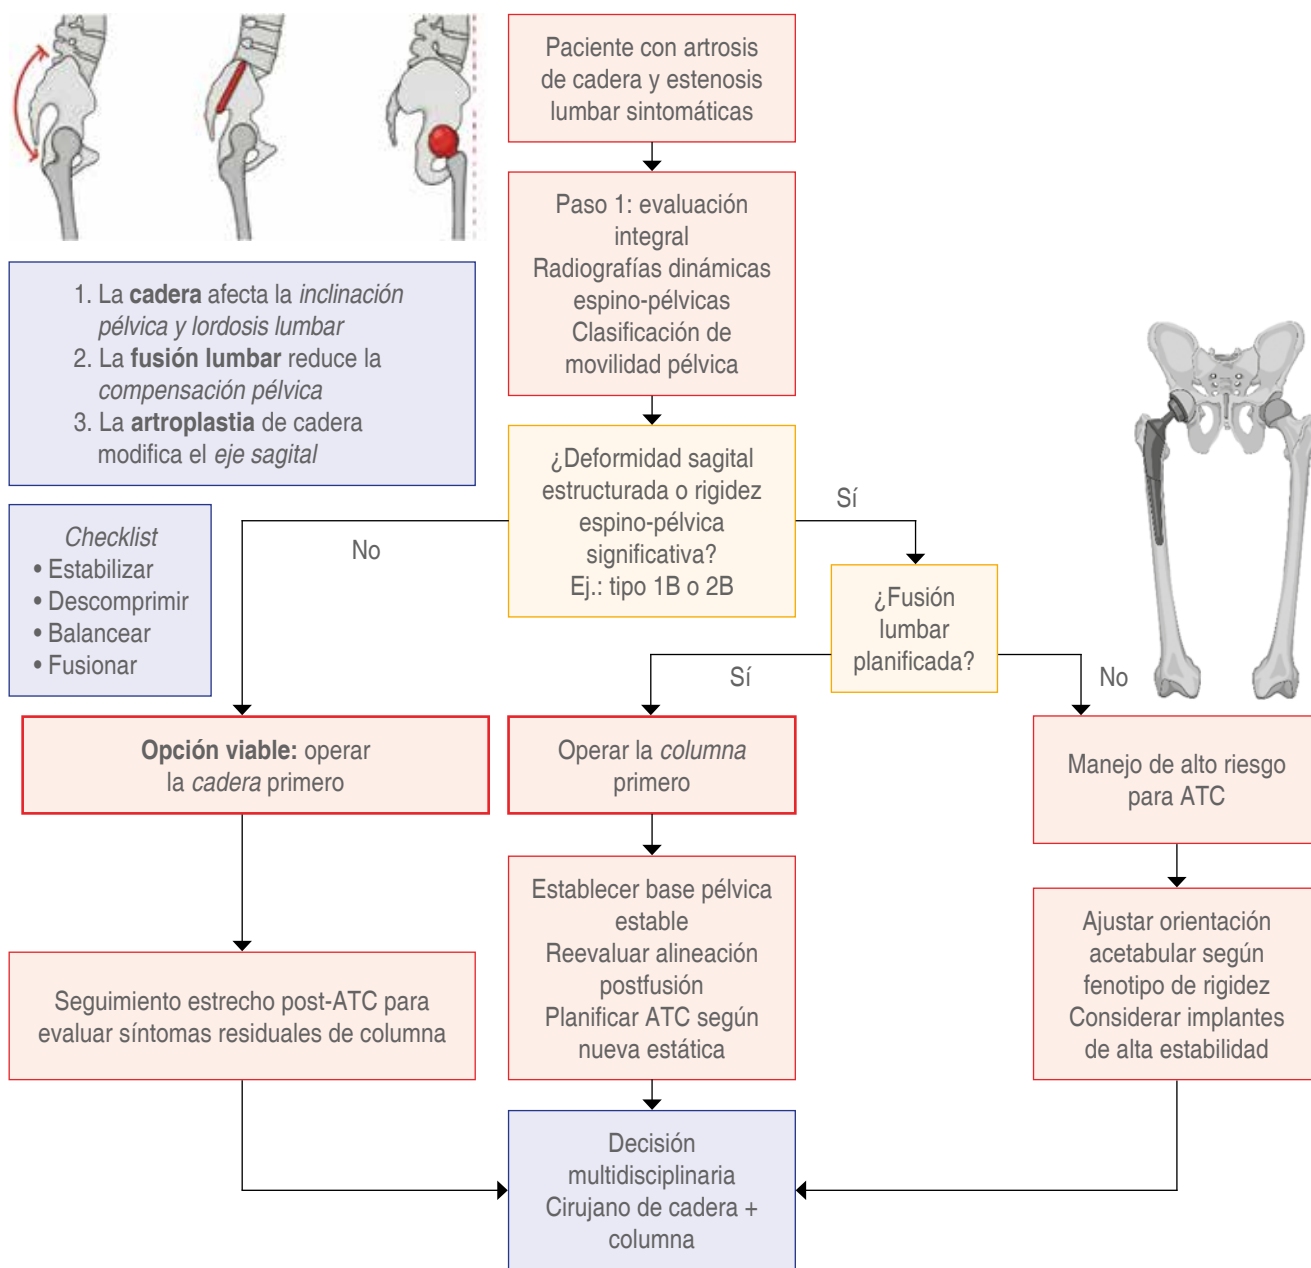 Paciente con artrosis
de cadera y estenosis
lumbar sintomáticas
Paso 1: evaluación
integral
Radiografías dinámicas
espino-pélvicas
Clasificación de
movilidad pélvica
1. La cadera afecta la inclinación
pélvica y lordosis lumbar
2. La fusión lumbar reduce la
compensación pélvica
3. La artroplastia de cadera
modifica el eje sagital
Checklist
• Estabilizar
• Descomprimir
• Balancear
• Fusionar
¿Deformidad sagital
estructurada o rigidez
espino-pélvica
significativa?
Ej.: tipo 1B o 2B
No
Sí
¿Fusión
lumbar
planificada?
Sí
No
Opción viable: operar
la cadera primero
Operar la columna
primero
Manejo de alto riesgo
para ATC
Seguimiento estrecho post-ATC para
evaluar síntomas residuales de columna
Establecer base pélvica
estable
Reevaluar alineación
postfusión
Planificar ATC según
nueva estática
Ajustar orientación
acetabular según
fenotipo de rigidez
Considerar implantes
de alta estabilidad
Decisión
multidisciplinaria
Cirujano de cadera +
columna